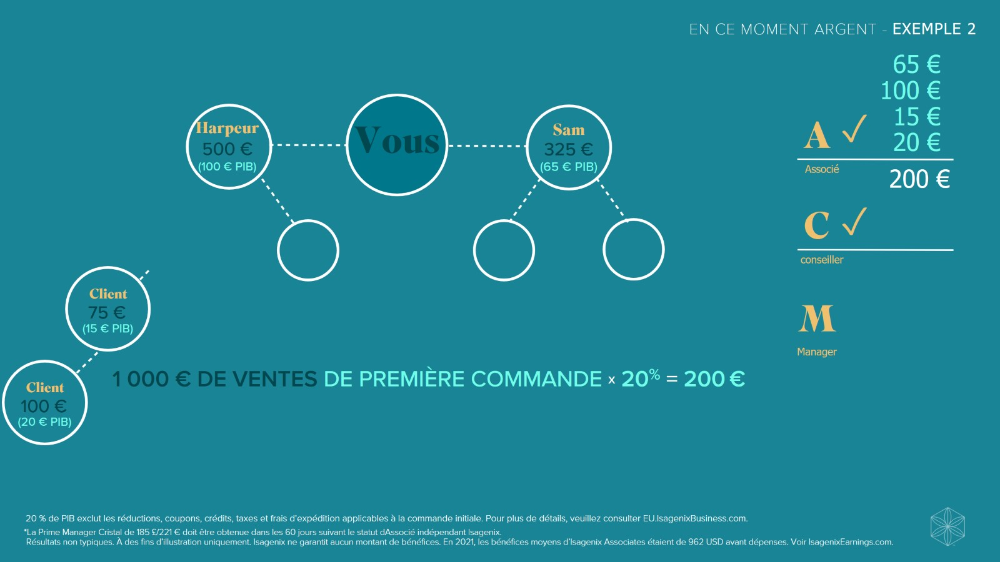 EN CE MOMENT ARGENT - EXEMPLE 2
65 €
100 €
15 €
20 €
A ✓
Associé
200 €
C ✓
conseiller
M
Manager
Harpeur
500 €
(100 € PIB)
Vous
Sam
325 €
(65 € PIB)
Client
75 €
(15 € PIB)
Client
100 €
(20 € PIB)
1 000 € DE VENTES DE PREMIÈRE COMMANDE x 20% = 200 €
20 % de PIB exclut les réductions, coupons, crédits, taxes et frais d'expédition applicables à la commande initiale. Pour plus de détails, veuillez consulter EU.IsagenixBusiness.com.
*La Prime Manager Cristal de 185 £/221 € doit être obtenue dans les 60 jours suivant le statut dAssocié indépendant Isagenix.
Résultats non typiques. À des fins d'illustration uniquement. Isagenix ne garantit aucun montant de bénéfices. En 2021, les bénéfices moyens d'Isagenix Associates étaient de 962 USD avant dépenses. Voir IsagenixEarnings.com.